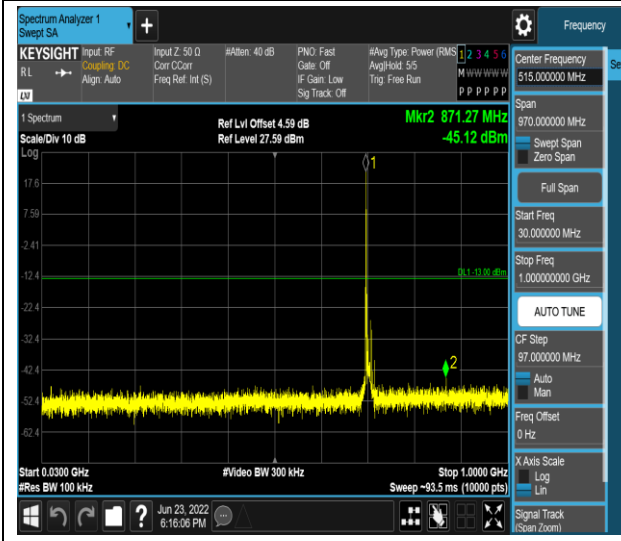 Spectrum Analyzer 1
Swept SA
+
Frequency
KEYSIGHT
RL
LXI
Input: RF
Coupling: DC
Align: Auto
Input Z: 50 Ω
Corr CCorr
Freq Ref: Int (S)
#Atten: 40 dB
PNO: Fast
Gate: Off
IF Gain: Low
Sig Track: Off
#Avg Type: Power (RMS
Avg|Hold: 5/5
Trig: Free Run
1 2 3 4 5 6
M W W W W W
P P P P P P
1 Spectrum
Scale/Div 10 dB
Log
Ref Lvl Offset 4.59 dB
Ref Level 27.59 dBm
Mkr2 871.27 MHz
-45.12 dBm
1
17.6
7.59
-2.41
-12.4
DL1 -13.00 dBm
-22.4
-32.4
-42.4
2
-52.4
-62.4
Start 0.0300 GHz
#Res BW 100 kHz
#Video BW 300 kHz
Stop 1.0000 GHz
Sweep ~93.5 ms (10000 pts)
?
Jun 23, 2022
6:16:06 PM
Center Frequency
515.000000 MHz
Se
Span
970.000000 MHz
Swept Span
Zero Span
Full Span
Start Freq
30.000000 MHz
Stop Freq
1.000000000 GHz
AUTO TUNE
CF Step
97.000000 MHz
Auto
Man
Freq Offset
0 Hz
X Axis Scale
Log
Lin
Signal Track
(Span Zoom)